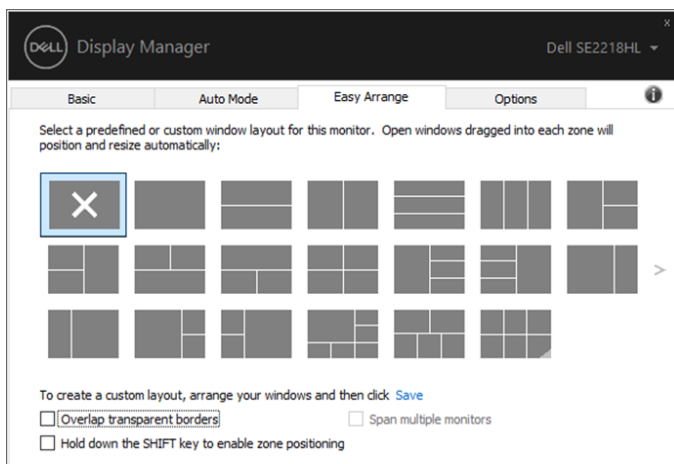 x
DELL Display Manager Dell SE2218HL
Basic Auto Mode Easy Arrange Options
Select a predefined or custom window layout for this monitor. Open windows dragged into each zone will
position and resize automatically:
To create a custom layout, arrange your windows and then click Save
Overlap transparent borders Span multiple monitors
Hold down the SHIFT key to enable zone positioning